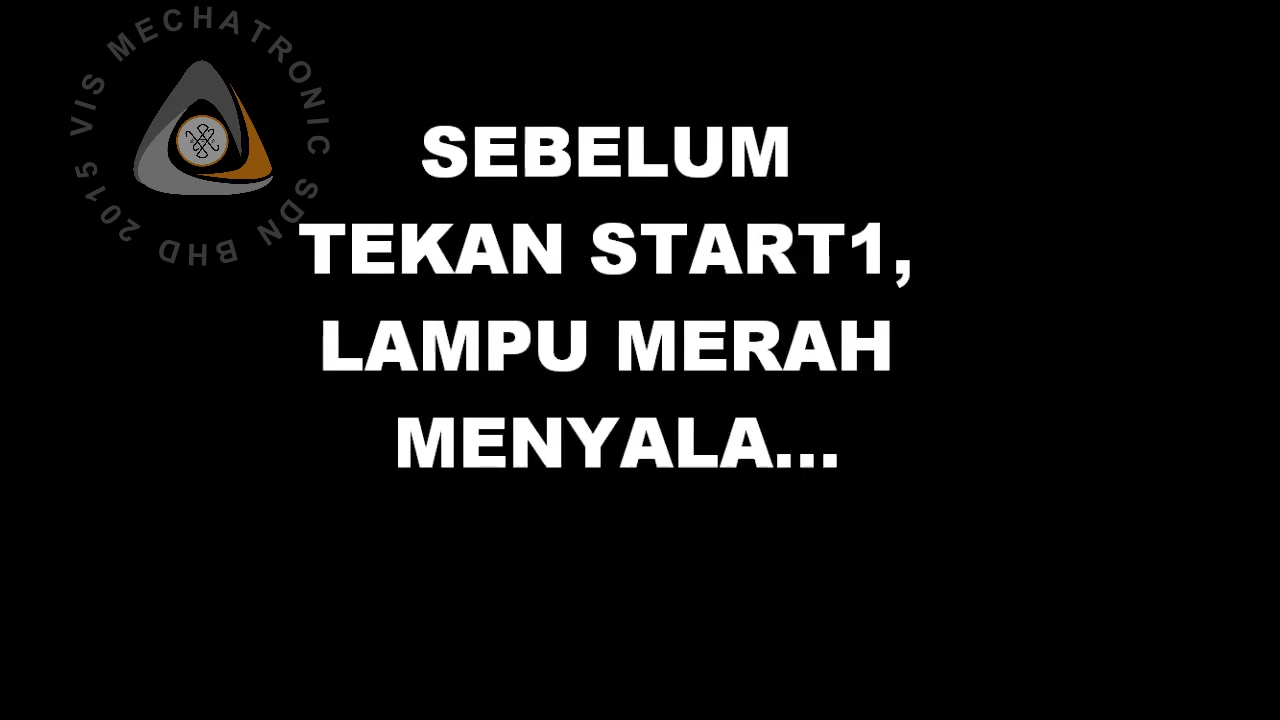 VIS MECHATRONIC SDN BHD 2015
SEBELUM
TEKAN START1,
LAMPU MERAH
MENYALA...